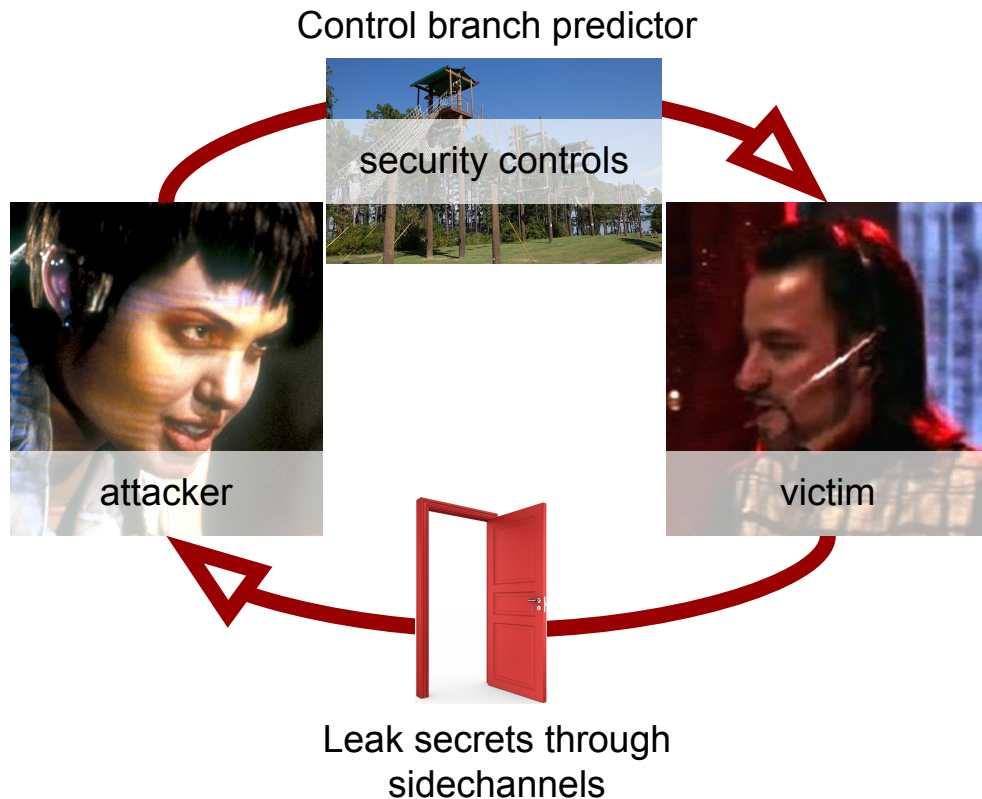 Control branch predictor
security controls
attacker
victim
Leak secrets through
sidechannels